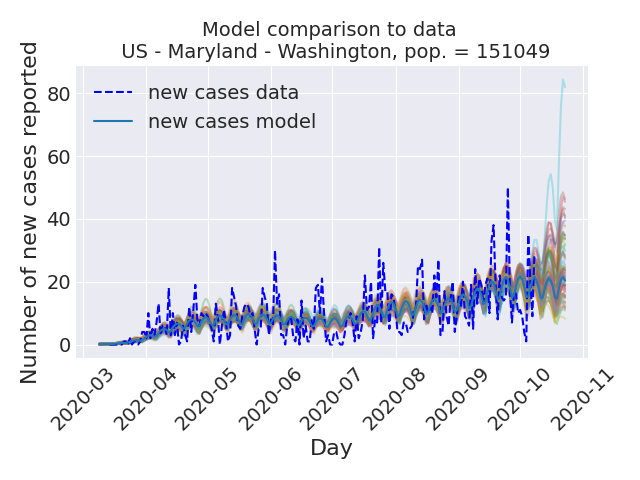 Model comparison to data
US - Maryland - Washington, pop. = 151049
Number of new cases reported
80
60
40
20
0
new cases data
new cases model
2020-03
2020-04
2020-05
2020-06
2020-07
2020-08
2020-09
2020-10
2020-11
Day